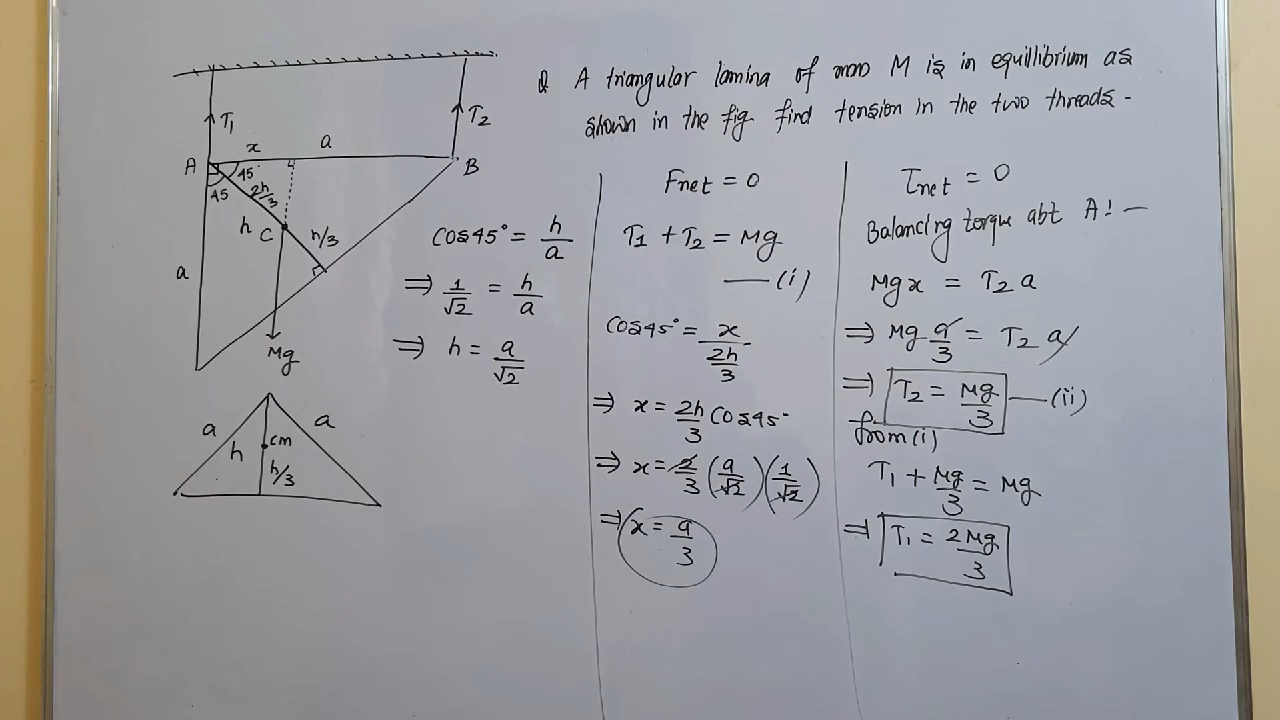 Q A triangular lamina of mass M is in equillibrium as
shown in the fig find tension in the two threads -
T₁
T₂
x
a
A
B
45°
45
2h/3
h
C
h/3
a
Mg
a
a
h
cm
h/3
Cos45° = h/a
⇒ 1/√2 = h/a
⇒ h = a/√2
Fnet = 0
T₁ + T₂ = Mg
—— (i)
Cos45° = x/(2h/3)
⇒ x = 2h/3 Cos45°
⇒ x = 2/3 (a/√2)(1/√2)
⇒ x = a/3
τnet = 0
Balancing torque abt A! —
Mgx = T₂ a
⇒ Mg a/3 = T₂ a
⇒ T₂ = Mg/3 —— (ii)
from (i)
T₁ + Mg/3 = Mg
⇒ T₁ = 2Mg/3